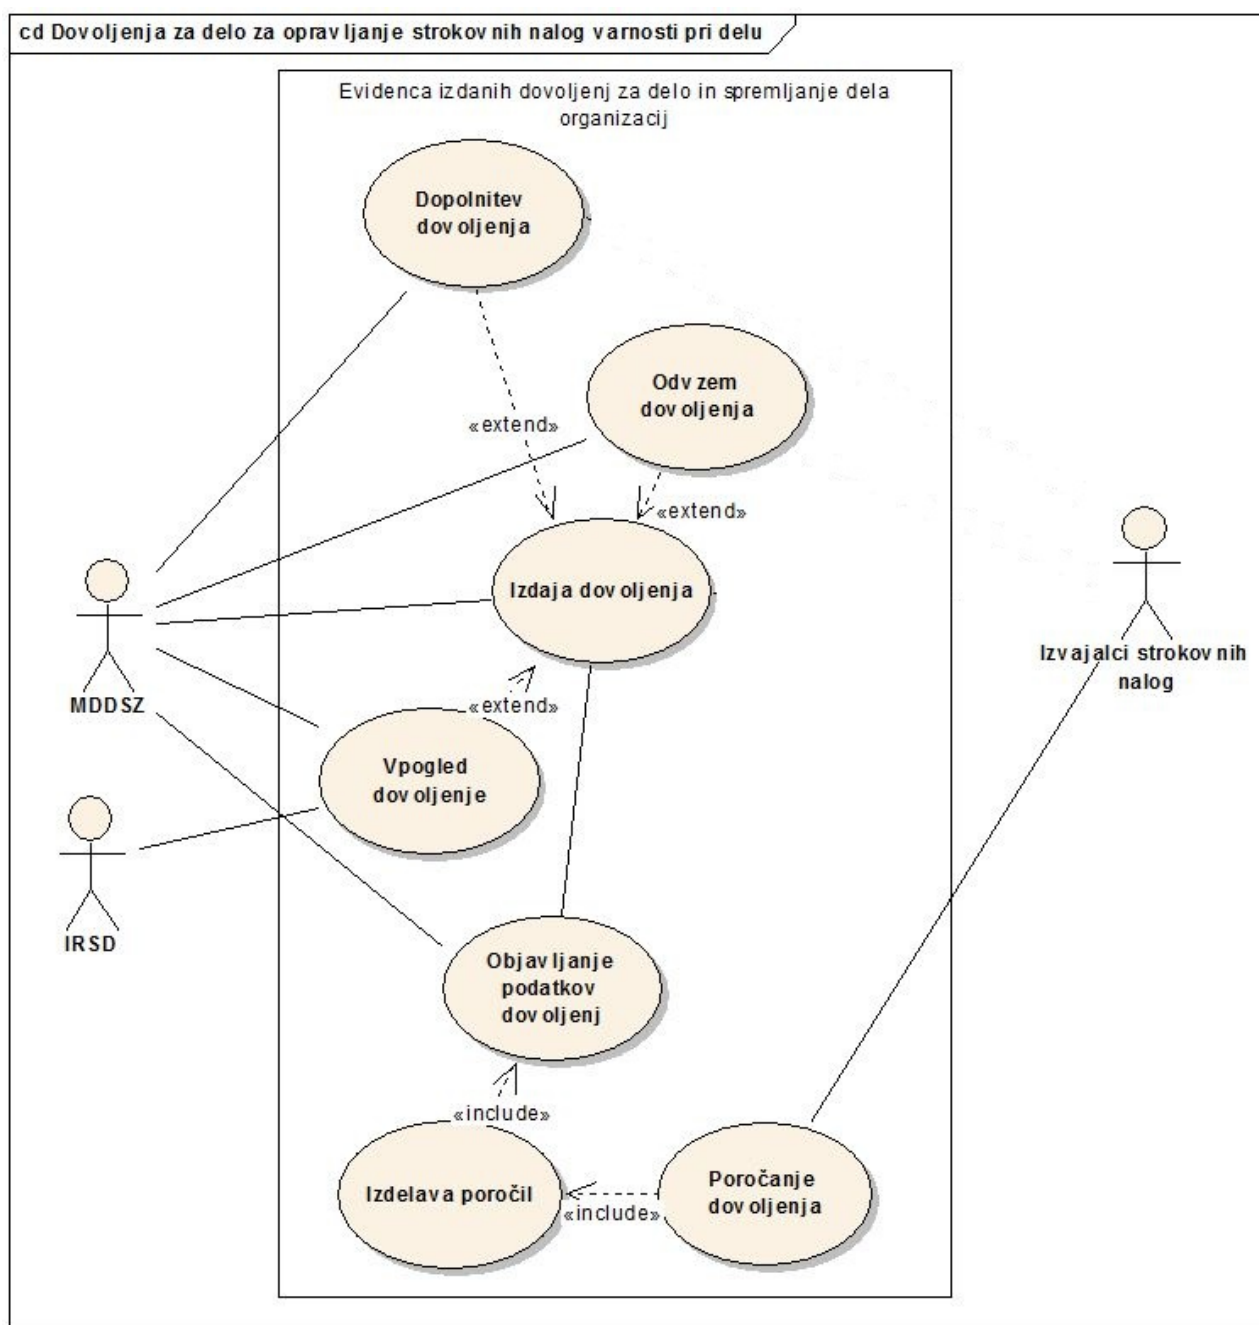 cd Dovoljenja za delo za opravljanje strokovnih nalog varnosti pri delu
Evidenca izdanih dovoljenj za delo in spremljanje dela
organizacij
Dopolnitev
dovoljenja
Odvzem
dovoljenja
«extend»
«extend»
Izdaja dovoljenja
MDDSZ
Izvajalci strokovnih
nalog
«extend»
Vpogled
dovoljenje
IRSD
Objavljanje
podatkov
dovoljenj
«include»
Izdelava poročil
Poročanje
dovoljenja
«include»